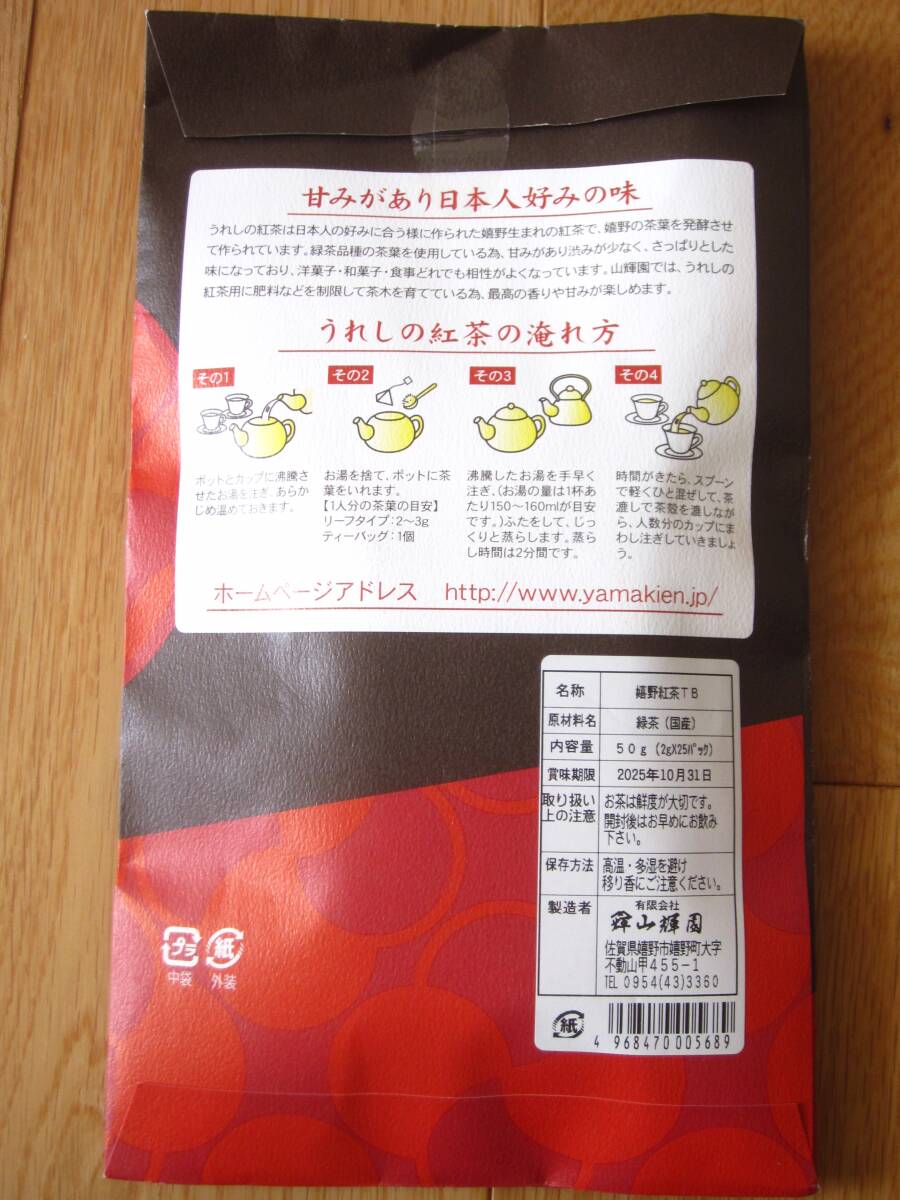 甘みがあり日本人好みの味
うれしの紅茶は日本人の好みに合う様に作られた嬉野生まれの紅茶で、嬉野の茶葉を発酵させ
て作られています。緑茶品種の茶葉を使用している為、甘みがあり渋みが少なく、さっぱりとした
味になっており、洋菓子・和菓子・食事どれでも相性がよくなっています。山輝園では、うれしの
紅茶用に肥料などを制限して茶木を育てている為、最高の香りや甘みが楽しめます。
うれしの紅茶の淹れ方
その1
ポットとカップに沸騰さ
せたお湯を注ぎ、あらか
じめ温めておきます。
その2
お湯を捨て、ポットに茶
葉をいれます。
【1人分の茶葉の目安】
リーフタイプ:2〜3g
ティーバッグ:1個
その3
沸騰したお湯を手早く
注ぎ、(お湯の量は1杯あ
たり150〜160mlが目安
です。)ふたをして、じっ
くりと蒸らします。蒸ら
し時間は2分間です。
その4
時間がきたら、スプーン
で軽くひと混ぜして、茶
漉しで茶殻を漉しなが
ら、人数分のカップにま
わし注ぎしていきましょ
う。
ホームページアドレス http://www.yamakien.jp/
名称 嬉野紅茶TB
原材料名 緑茶(国産)
内容量 50g (2gX25パック)
賞味期限 2025年10月31日
取り扱い
上の注意
お茶は鮮度が大切です。
開封後はお早めにお飲み
下さい。
保存方法
高温・多湿を避け
移り香にご注意ください。
製造者
有限会社
山輝園
佐賀県嬉野市嬉野町大字
不動山甲455-1
TEL 0954(43)3360
紙
4 968470 005689
プラ
中袋
紙
外装